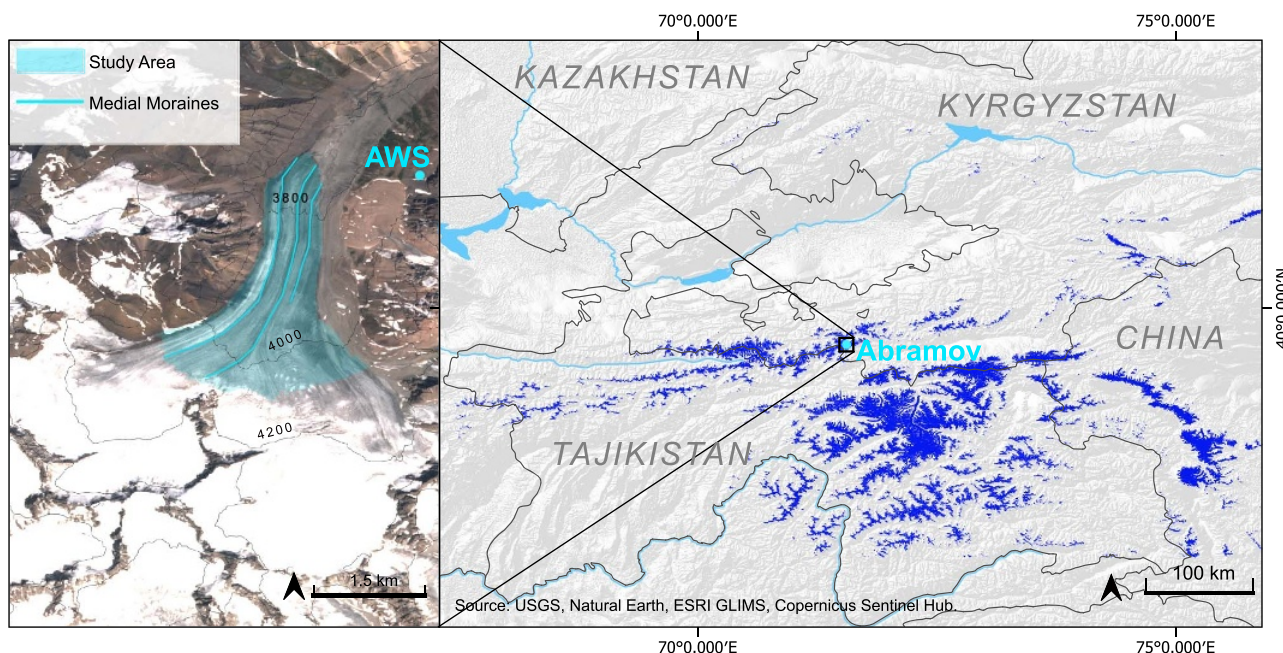 70°0.000′E 75°0.000′E
Study Area
Medial Moraines
AWS
3800
4000
4200
1.5 km
KAZAKHSTAN
KYRGYZSTAN
CHINA
Abramov
TAJIKISTAN
100 km
Source: USGS, Natural Earth, ESRI GLIMS, Copernicus Sentinel Hub.
70°0.000′E 75°0.000′E